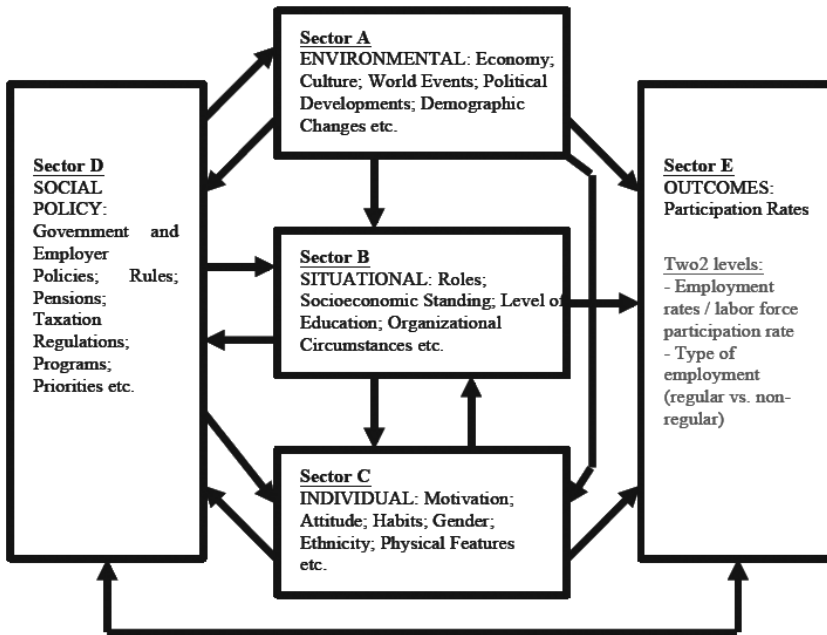 Sector A
ENVIRONMENTAL: Economy;
Culture; World Events; Political
Developments; Demographic
Changes etc.
Sector D
SOCIAL
POLICY:
Government and
Employer
Policies; Rules;
Pensions;
Taxation
Regulations;
Programs;
Priorities etc.
Sector B
SITUATIONAL: Roles;
Socioeconomic Standing; Level of
Education; Organizational
Circumstances etc.
Sector C
INDIVIDUAL: Motivation;
Attitude; Habits; Gender;
Ethnicity; Physical Features
etc.
Sector E
OUTCOMES:
Participation Rates
Two2 levels:
- Employment
rates / labor force
participation rate
- Type of
employment
(regular vs. non-
regular)